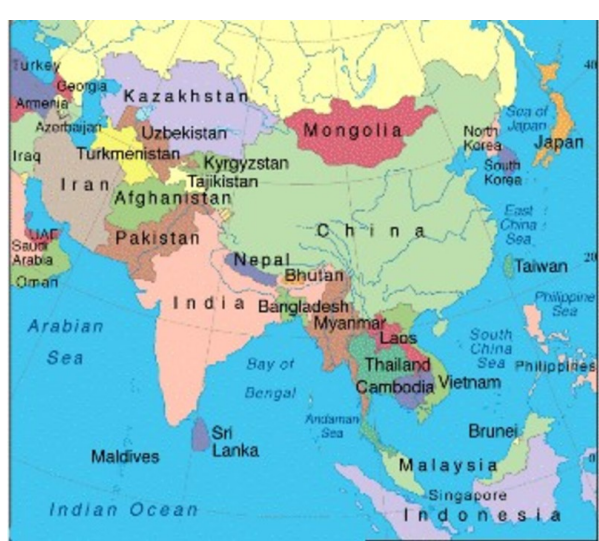 Turkey
40
Georgia
Kazakhstan
Armenia
Sea of
Japan
Azerbaijan
Uzbekistan
Mongolia
North
Korea
Japan
Iraq
Turkmenistan
Kyrgyzstan
South
Korea
Iran
Tajikistan
Afghanistan
East
China
Sea
UAE
Pakistan
China
Saudi
Arabia
Nepal
20
Taiwan
Oman
Bhutan
India
Bangladesh
Philippine
Sea
Arabian
Sea
Myanmar
Laos
South
China
Sea
Bay of
Bengal
Thailand
Philippines
Cambodia
Vietnam
Andaman
Sea
Sri
Lanka
Brunei
Maldives
Malaysia
0
Singapore
Indian Ocean
Indonesia